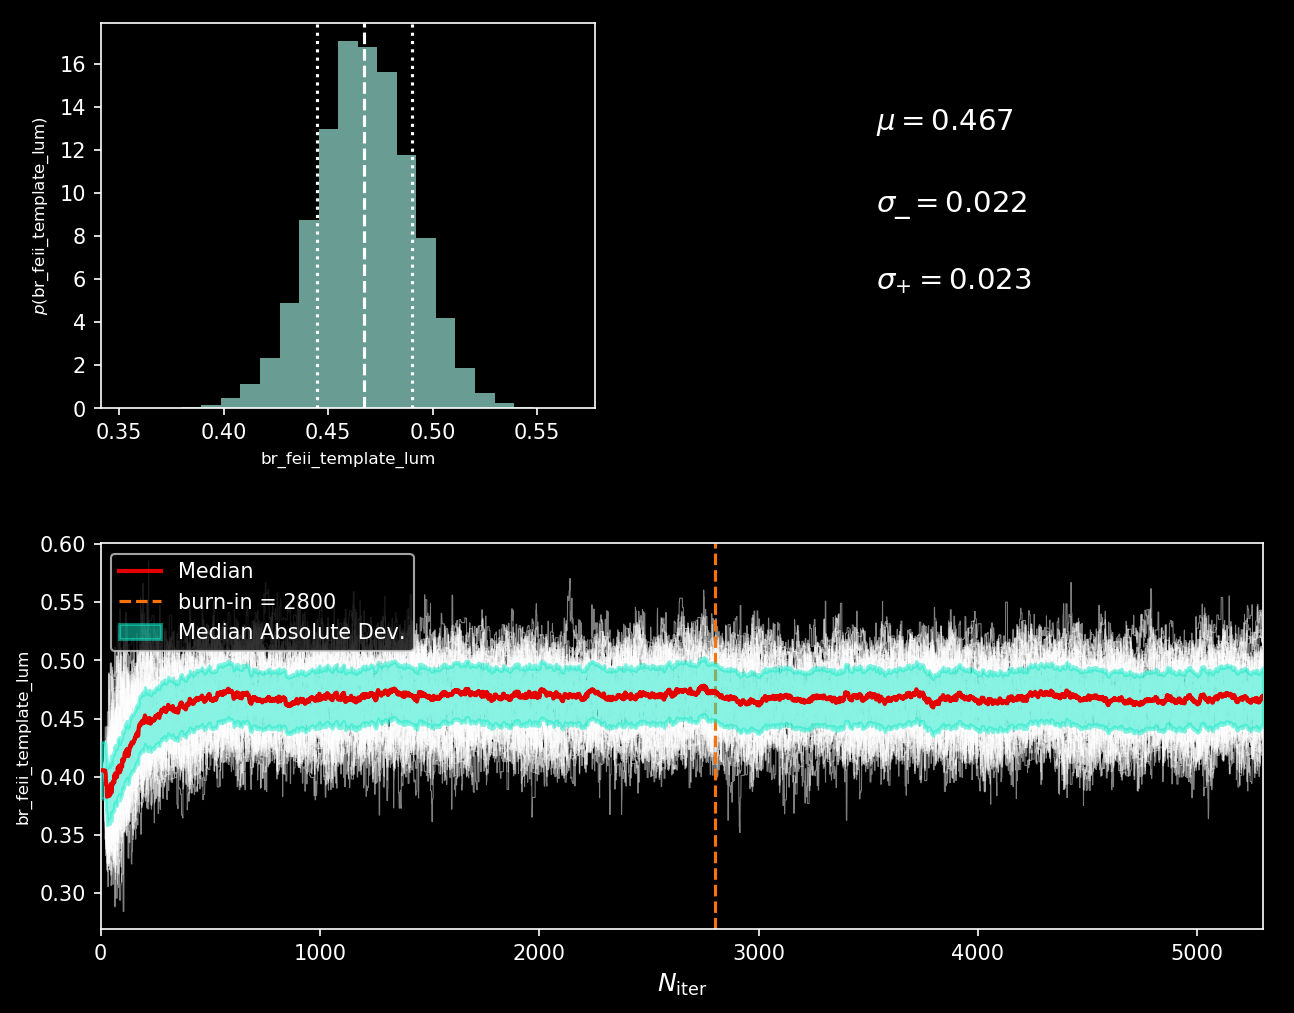 16
14
12
10
8
6
4
2
0
p(br_feii_template_lum)
0.35 0.40 0.45 0.50 0.55
br_feii_template_lum
μ = 0.467
σ₋ = 0.022
σ₊ = 0.023
0.60
0.55
0.50
0.45
0.40
0.35
0.30
br_feii_template_lum
Median
burn-in = 2800
Median Absolute Dev.
0 1000 2000 3000 4000 5000
N_iter